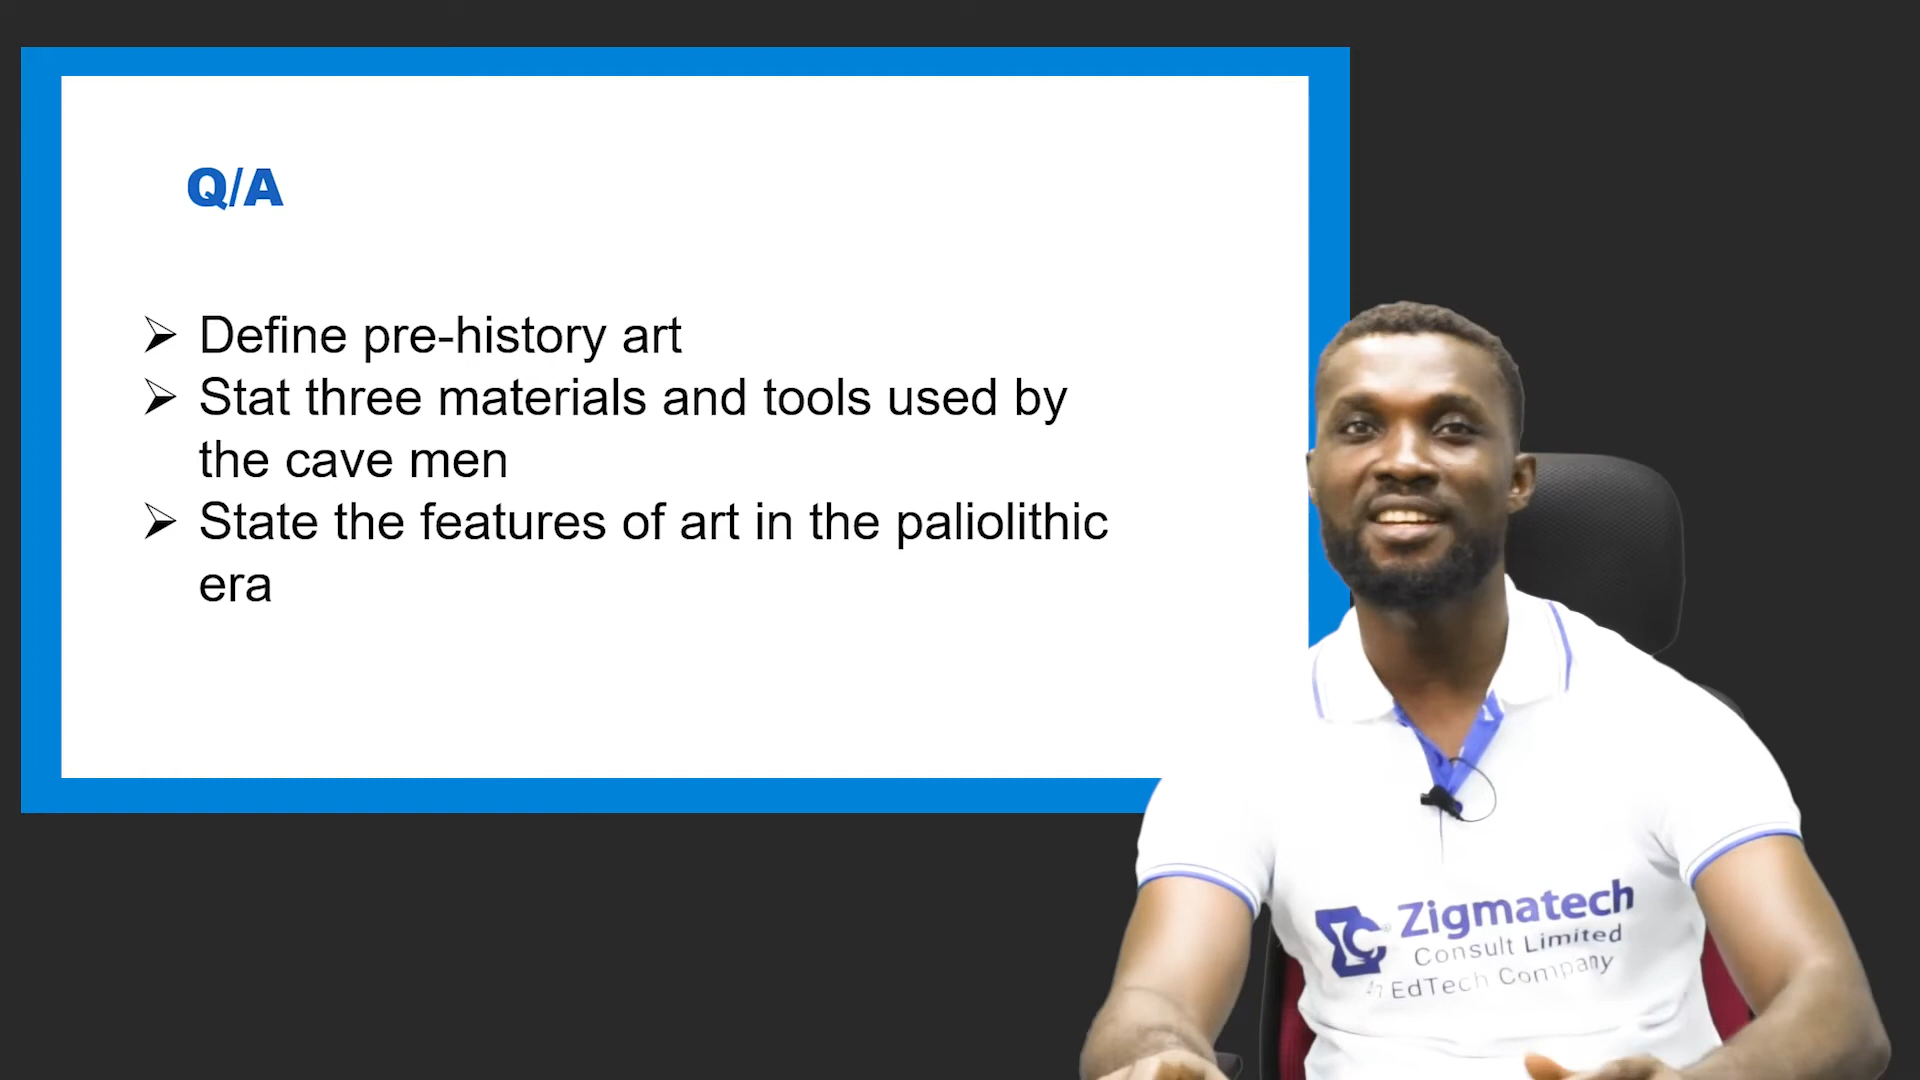 Q/A
➢ Define pre-history art
➢ Stat three materials and tools used by
the cave men
➢ State the features of art in the paliolithic
era
Zigmatech
Consult Limited
An EdTech Company